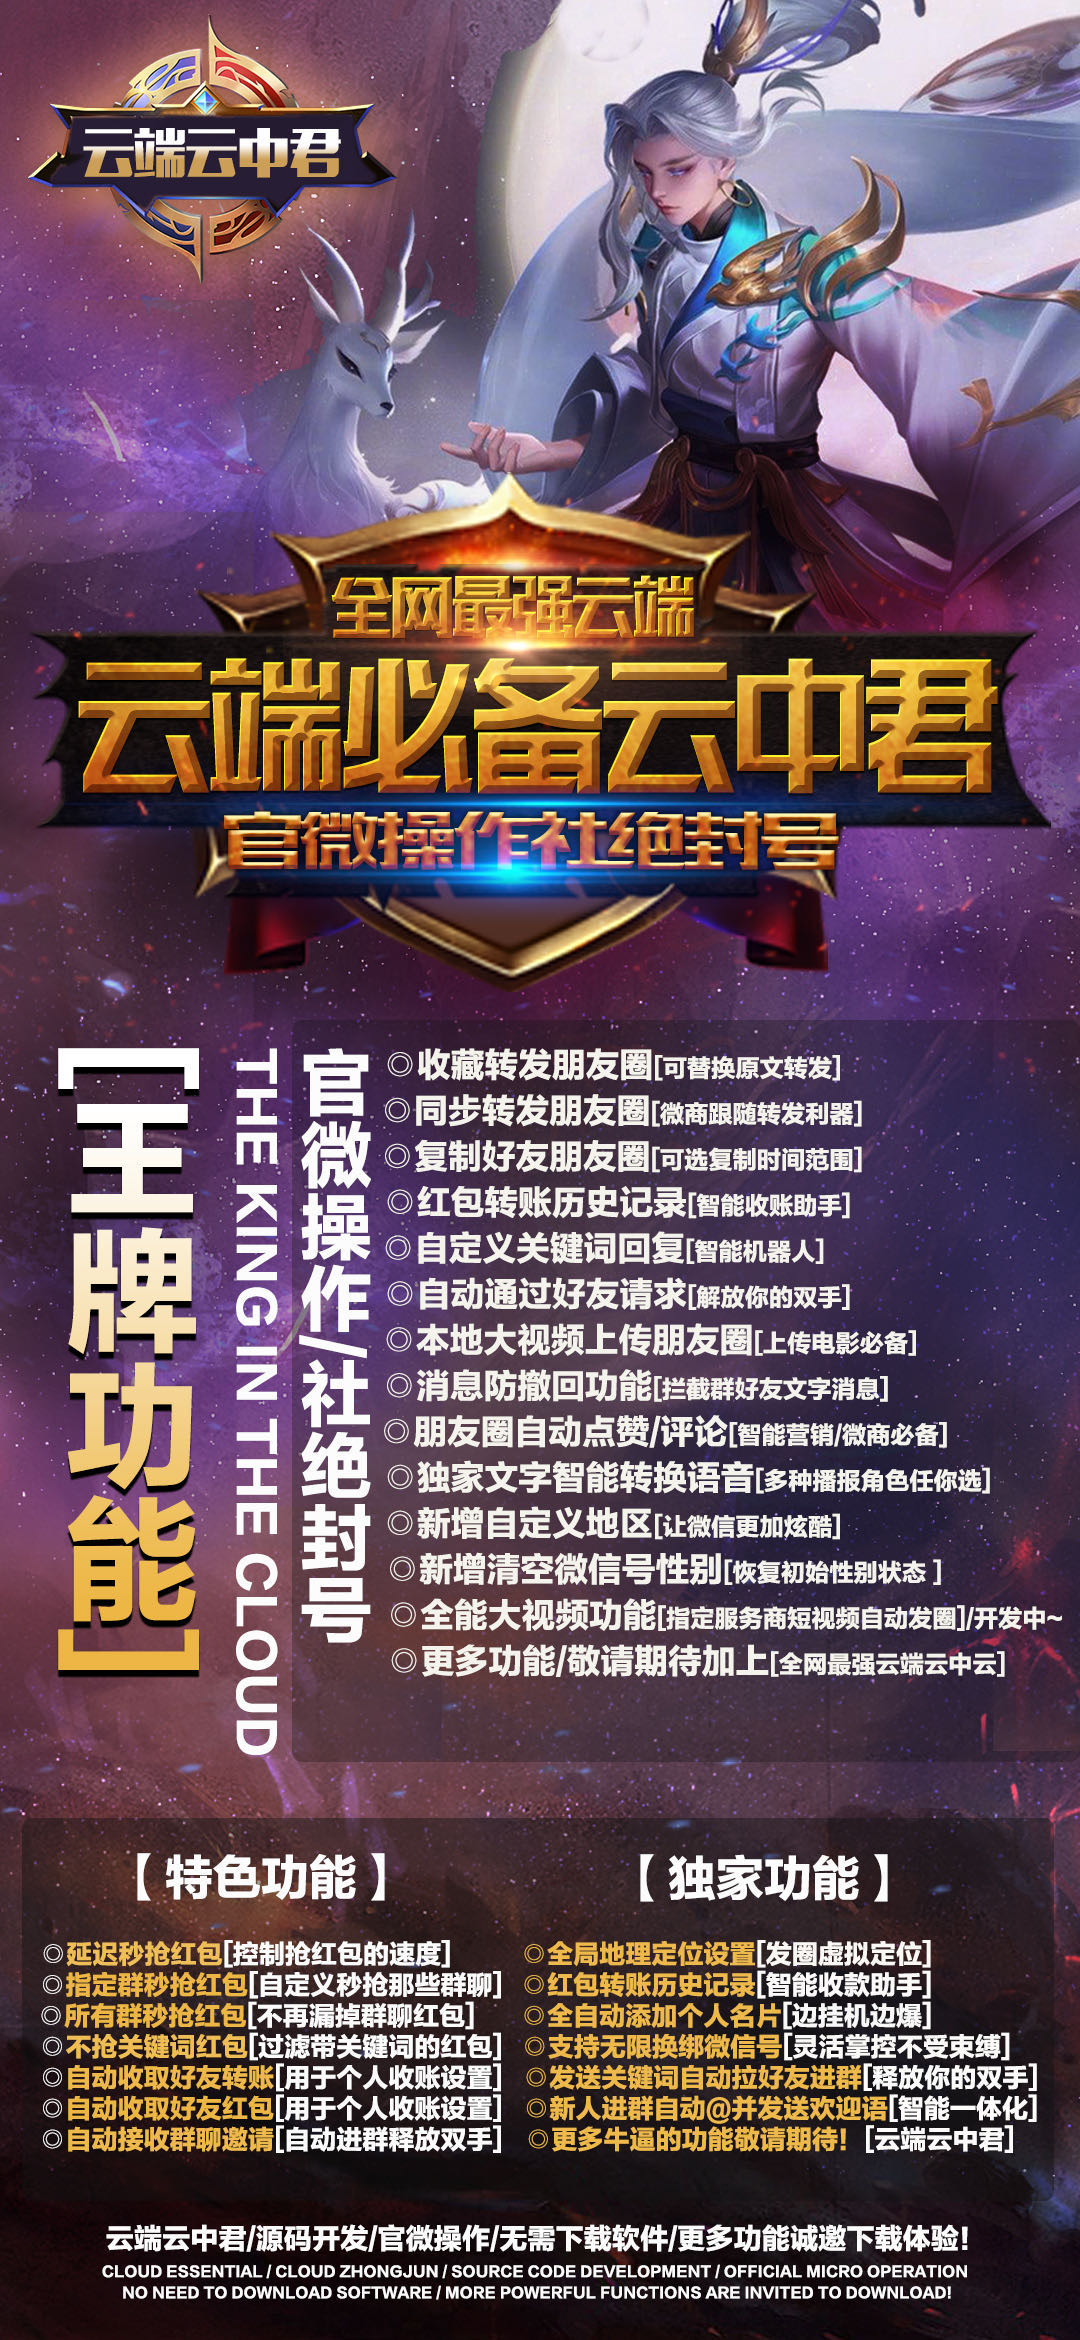 云端云中君
全网最强云端
云端必备云中君
官微操作社绝封号
[王牌功能]
THE KING IN THE CLOUD
官微操作/社绝封号
◎收藏转发朋友圈[可替换原文转发]
◎同步转发朋友圈[微商跟随转发利器]
◎复制好友朋友圈[可选复制时间范围]
◎红包转账历史记录[智能收账助手]
◎自定义关键词回复[智能机器人]
◎自动通过好友请求[解放你的双手]
◎本地大视频上传朋友圈[上传电影必备]
◎消息防撤回功能[拦截群好友文字消息]
◎朋友圈自动点赞/评论[智能营销/微商必备]
◎独家文字智能转换语音[多种播报角色任你选]
◎新增自定义地区[让微信更加炫酷]
◎新增清空微信号性别[恢复初始性别状态 ]
◎全能大视频功能[指定服务商短视频自动发圈]/开发中~
◎更多功能/敬请期待加上[全网最强云端云中云]
【 特色功能 】
◎延迟秒抢红包[控制抢红包的速度]
◎指定群秒抢红包[自定义秒抢那些群聊]
◎所有群秒抢红包[不再漏掉群聊红包]
◎不抢关键词红包[过滤带关键词的红包]
◎自动收取好友转账[用于个人收账设置]
◎自动收取好友红包[用于个人收账设置]
◎自动接收群聊邀请[自动进群释放双手]
【 独家功能 】
◎全局地理定位设置[发圈虚拟定位]
◎红包转账历史记录[智能收款助手]
◎全自动添加个人名片[边挂机边爆]
◎支持无限换绑微信号[灵活掌控不受束缚]
◎发送关键词自动拉好友进群[释放你的双手]
◎新人进群自动@并发送欢迎语[智能一体化]
◎更多牛逼的功能敬请期待！[云端云中君]
云端云中君/源码开发/官微操作/无需下载软件/更多功能诚邀下载体验！
CLOUD ESSENTIAL / CLOUD ZHONGJUN / SOURCE CODE DEVELOPMENT / OFFICIAL MICRO OPERATION
NO NEED TO DOWNLOAD SOFTWARE / MORE POWERFUL FUNCTIONS ARE INVITED TO DOWNLOAD!